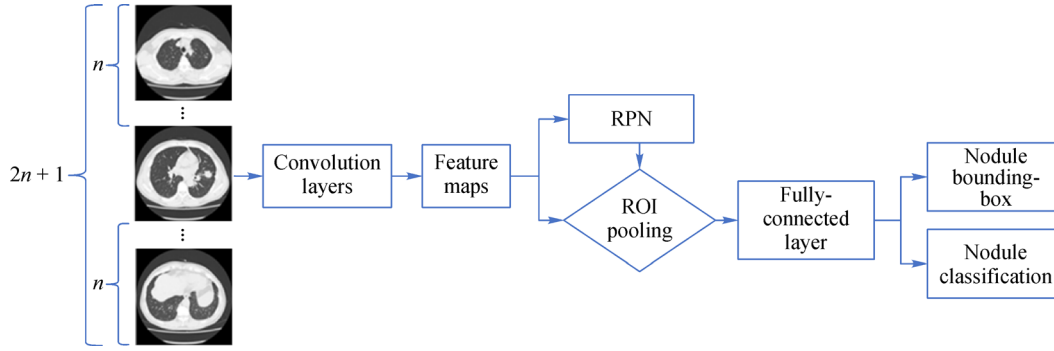 n
2n + 1
n
Convolution
layers
Feature
maps
RPN
ROI
pooling
Fully-
connected
layer
Nodule
bounding-
box
Nodule
classification